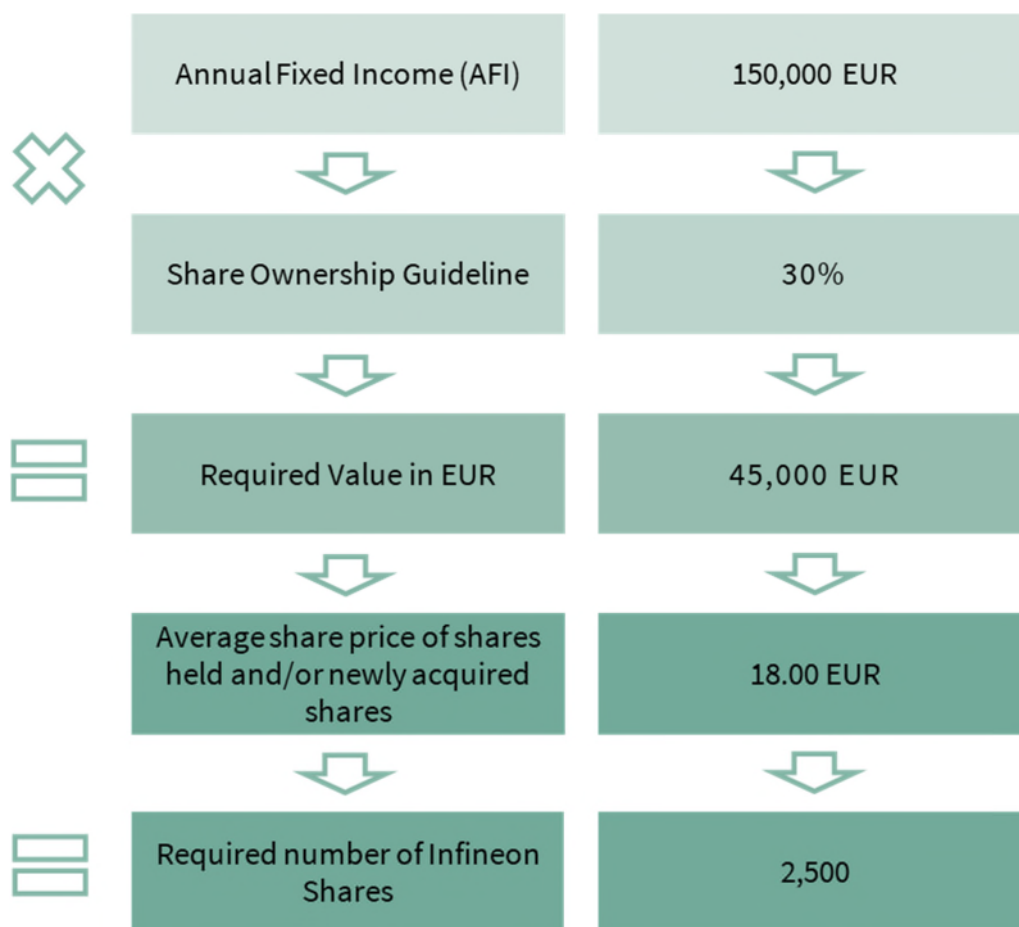 Annual Fixed Income (AFI)
150,000 EUR
Share Ownership Guideline
30%
Required Value in EUR
45,000 EUR
Average share price of shares
held and/or newly acquired
shares
18.00 EUR
Required number of Infineon
Shares
2,500